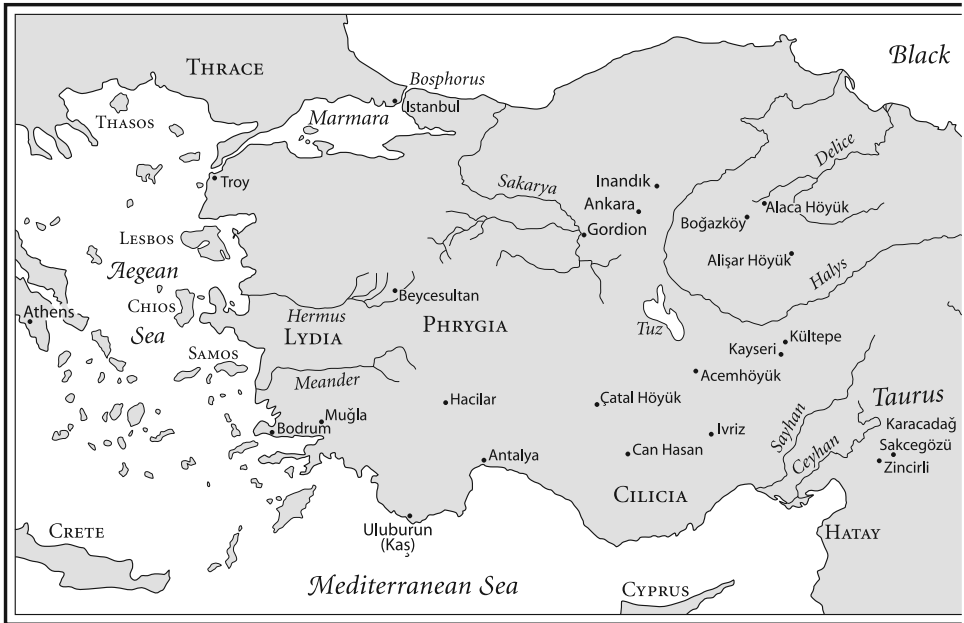 Black
THRACE
Bosphorus
Istanbul
Marmara
THASOS
Delice
Troy
Sakarya
Inandık
Ankara
Alaca Höyük
Boğazköy
Gordion
LESBOS
Alişar Höyük
Aegean
Halys
Beycesultan
CHIOS
Athens
Hermus
PHRYGIA
Tuz
Sea
LYDIA
Kültepe
Kayseri
SAMOS
Acemhöyük
Meander
Taurus
Hacilar
Çatal Höyük
Sayhan
Karacadağ
Muğla
Bodrum
Ivriz
Sakcegözü
Can Hasan
Ceyhan
Zincirli
Antalya
CILICIA
Uluburun
(Kaş)
CRETE
HATAY
Mediterranean Sea
CYPRUS